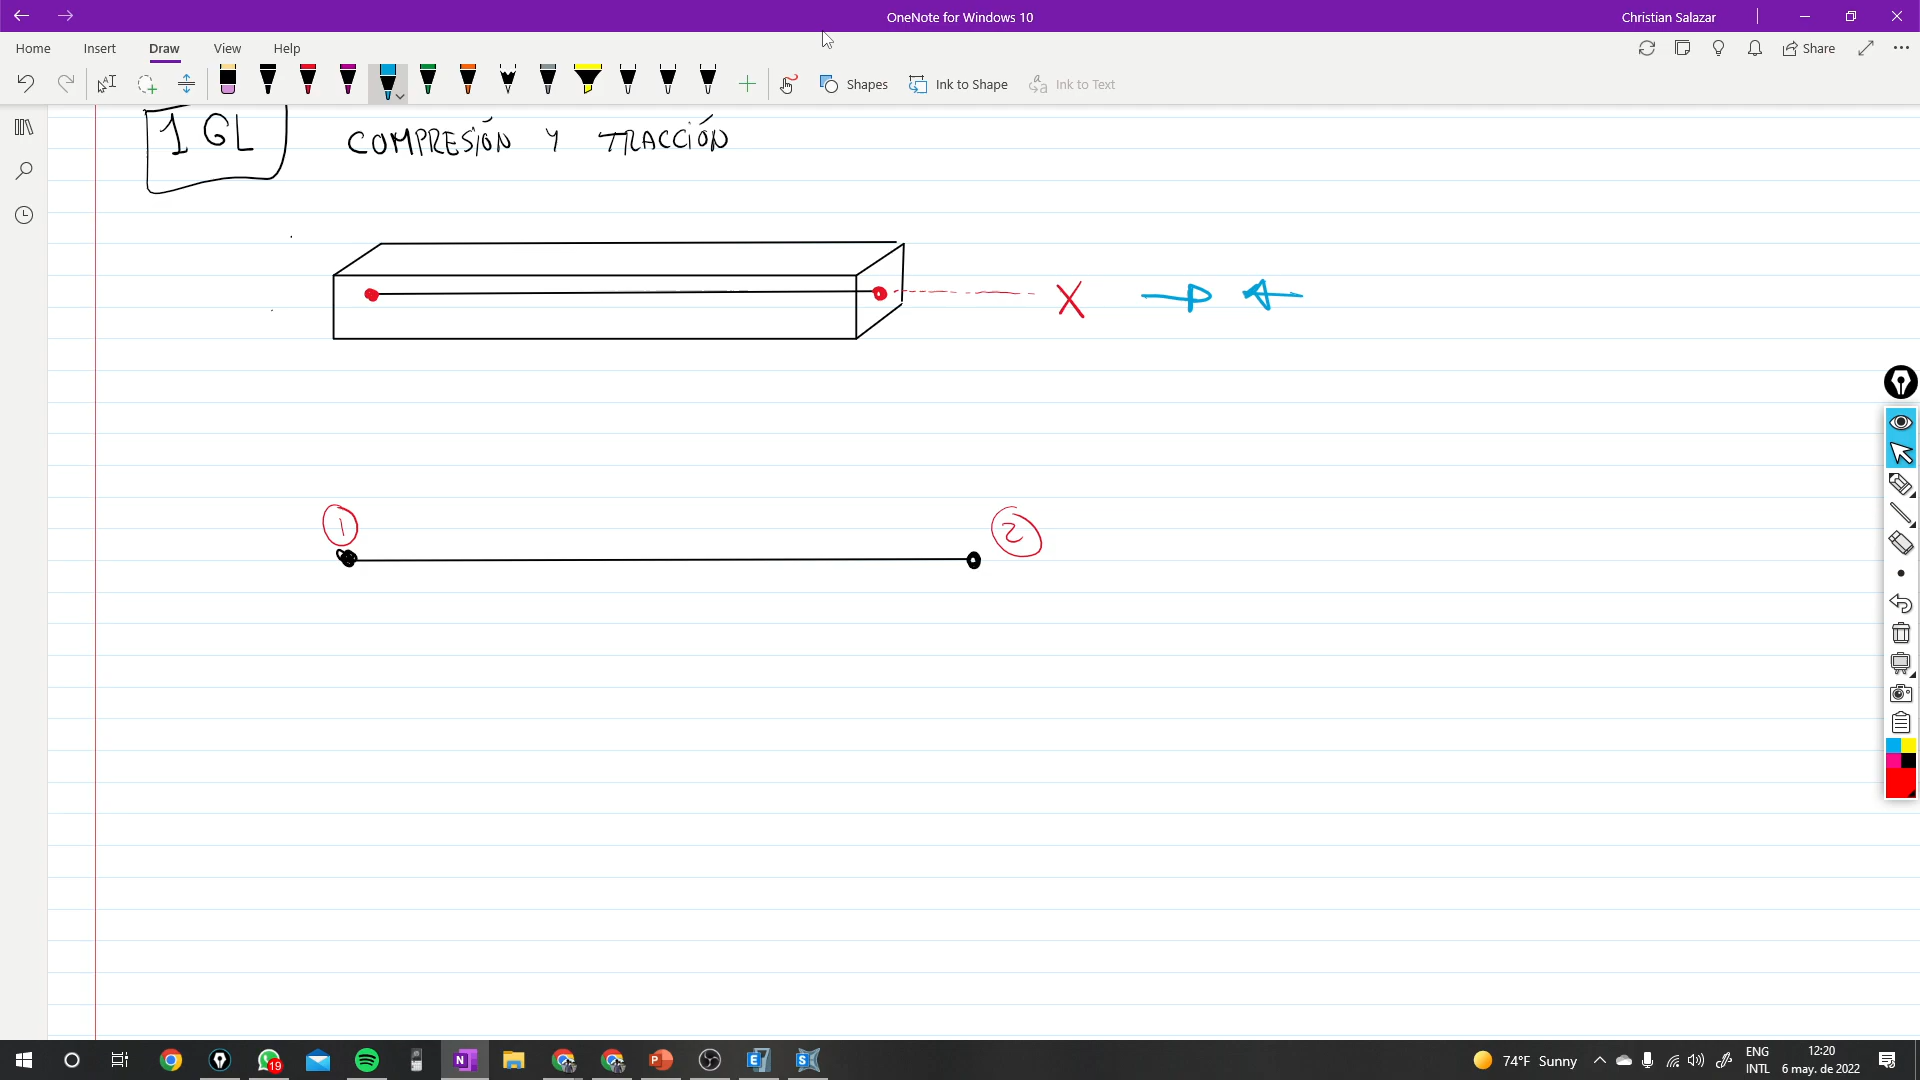 OneNote for Windows 10
Christian Salazar
Home Insert Draw View Help
Share
Shapes Ink to Shape Ink to Text
1 GL COMPRESIÓN Y TRACCIÓN
X
1 2
19
74°F Sunny
ENG INTL
12:20
6 may. de 2022